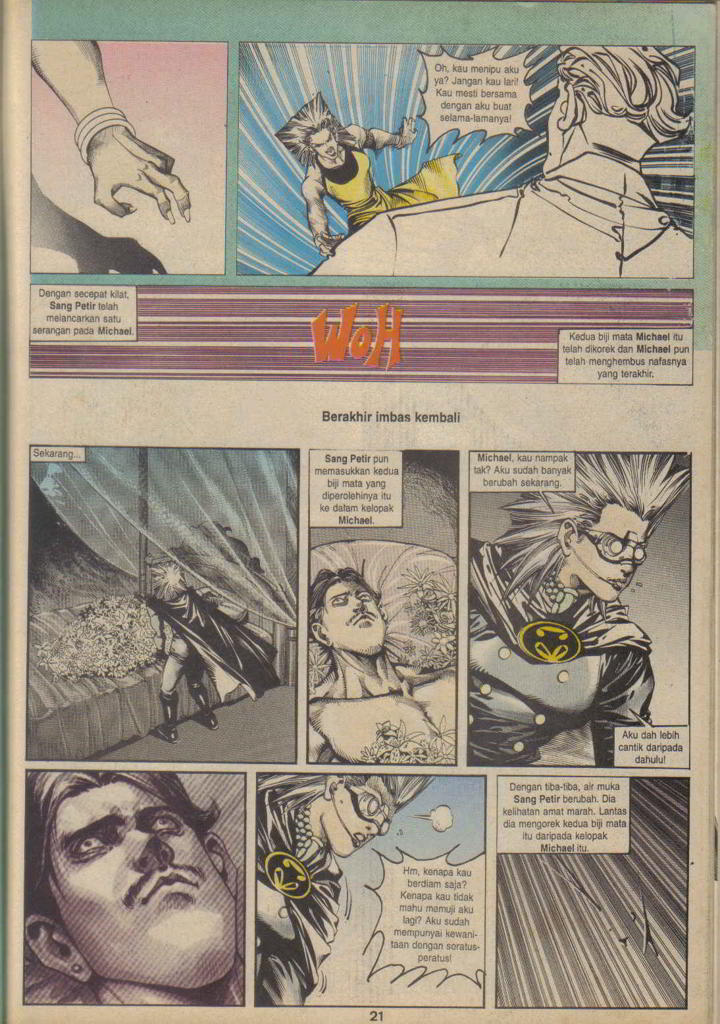 Oh, kau menipu aku
ya? Jangan kau lari!
Kau mesti bersama
dengan aku buat
selama-lamanya!
Dengan secepat kilat,
Sang Petir telah
melancarkan satu
serangan pada Michael.
WOH
Kedua biji mata Michael itu
telah dikorek dan Michael pun
telah menghembus nafasnya
yang terakhir.
Berakhir imbas kembali
Sekarang...
Sang Petir pun
memasukkan kedua
biji mata yang
diperolehinya itu
ke dalam kelopak
Michael.
Michael, kau nampak
tak? Aku sudah banyak
berubah sekarang.
Aku dah lebih
cantik daripada
dahulu!
Hm, kenapa kau
berdiam saja?
Kenapa kau tidak
mahu memuji aku
lagi? Aku sudah
mempunyai kewani-
taan dengan seratus-
peratus!
Dengan tiba-tiba, air muka
Sang Petir berubah. Dia
kelihatan amat marah. Lantas
dia mengorek kedua biji mata
itu daripada kelopak
Michael itu.
21